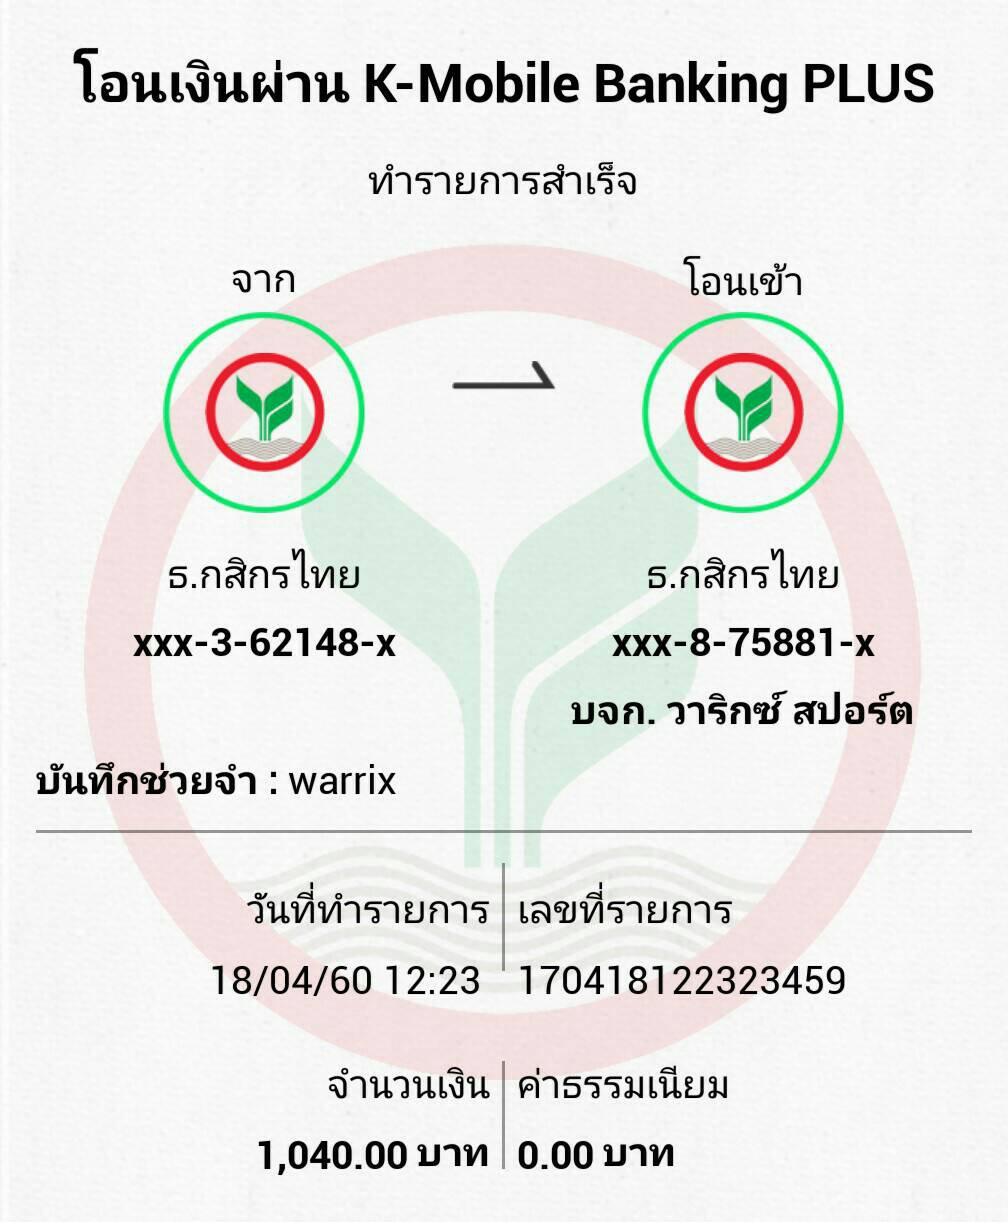 โอนเงินผ่าน K-Mobile Banking PLUS
ทำรายการสำเร็จ
จาก
โอนเข้า
ธ.กสิกรไทย
ธ.กสิกรไทย
xxx-3-62148-x
xxx-8-75881-x
บจก. วาริกซ์ สปอร์ต
บันทึกช่วยจำ : warrix
วันที่ทำรายการ
เลขที่รายการ
18/04/60 12:23
170418122323459
จำนวนเงิน
ค่าธรรมเนียม
1,040.00 บาท
0.00 บาท